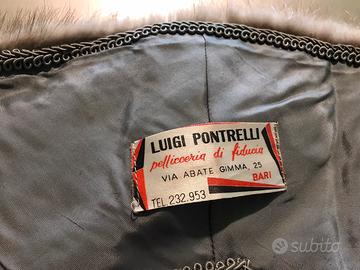 LUIGI PONTRELLI
pellicceria di fiducia
VIA ABATE GIMMA, 25
BARI
TEL. 232.953
subito